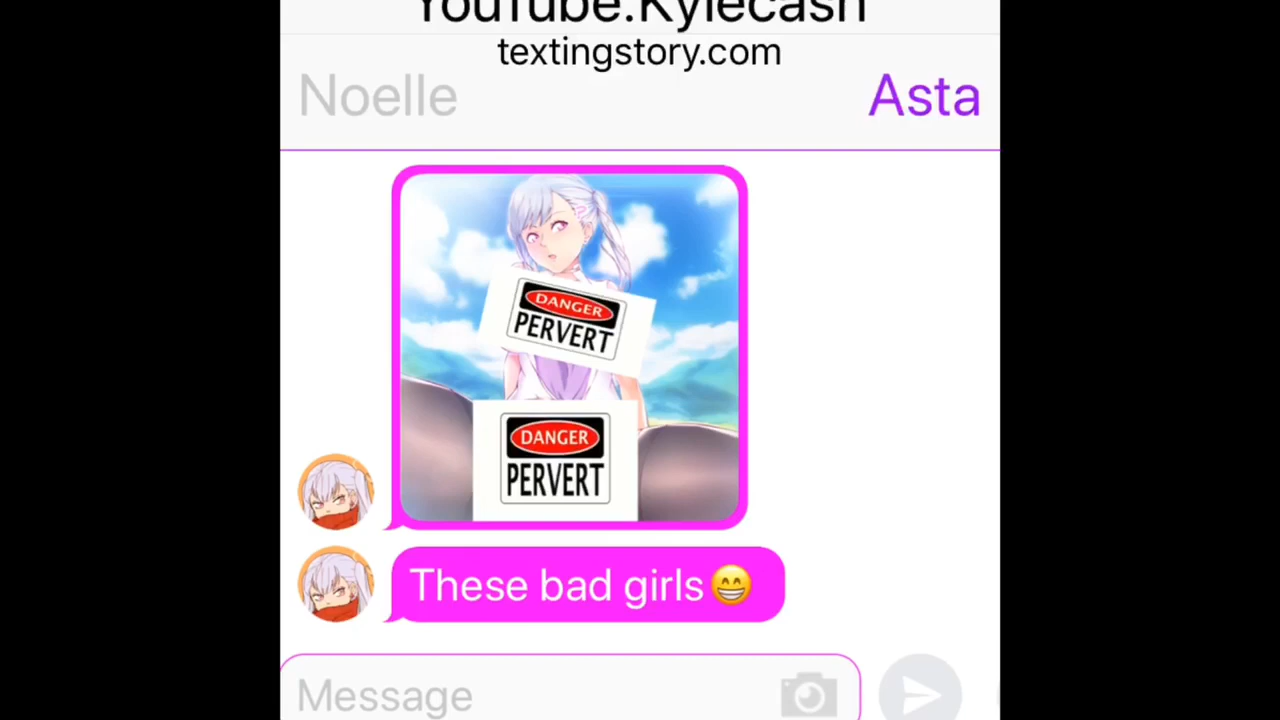 YouTube.Kylecash
textingstory.com
Noelle
Asta
DANGER
PERVERT
DANGER
PERVERT
These bad girls😁
Message